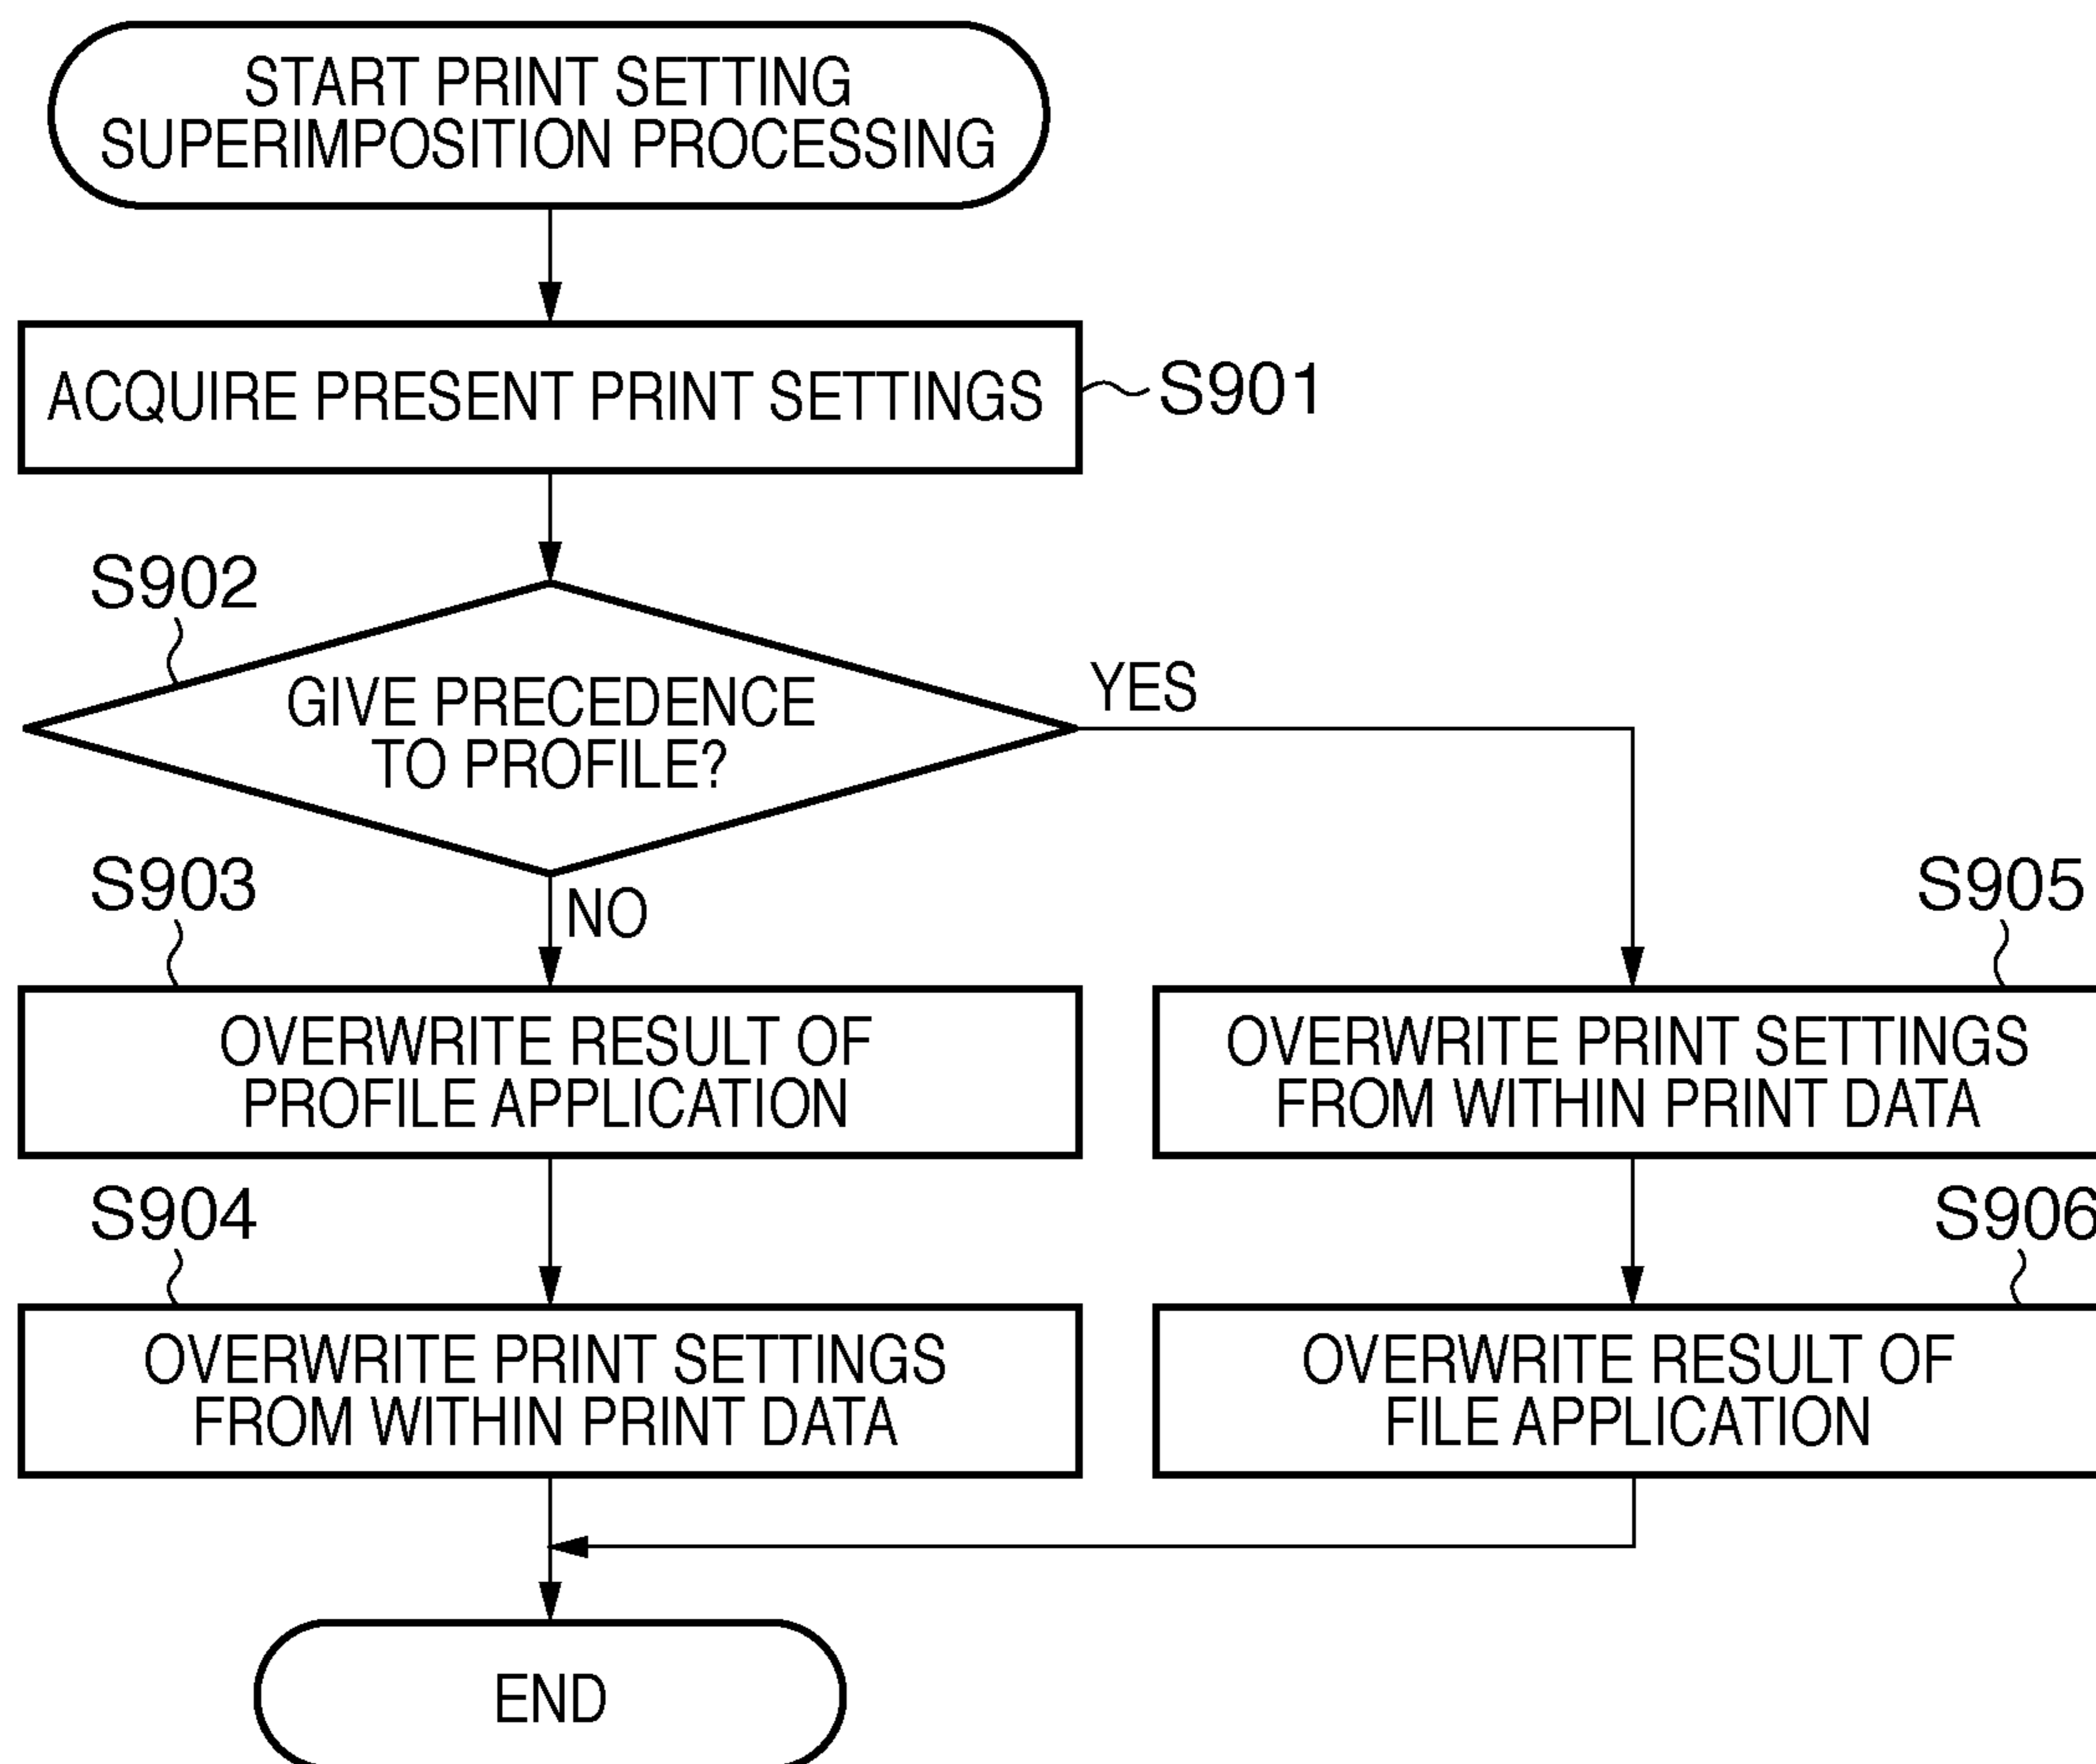 START PRINT SETTING
SUPERIMPOSITION PROCESSING
ACQUIRE PRESENT PRINT SETTINGS
S901
S902
GIVE PRECEDENCE
TO PROFILE?
YES
NO
S903
OVERWRITE RESULT OF
PROFILE APPLICATION
S905
OVERWRITE PRINT SETTINGS
FROM WITHIN PRINT DATA
S904
OVERWRITE PRINT SETTINGS
FROM WITHIN PRINT DATA
S906
OVERWRITE RESULT OF
FILE APPLICATION
END